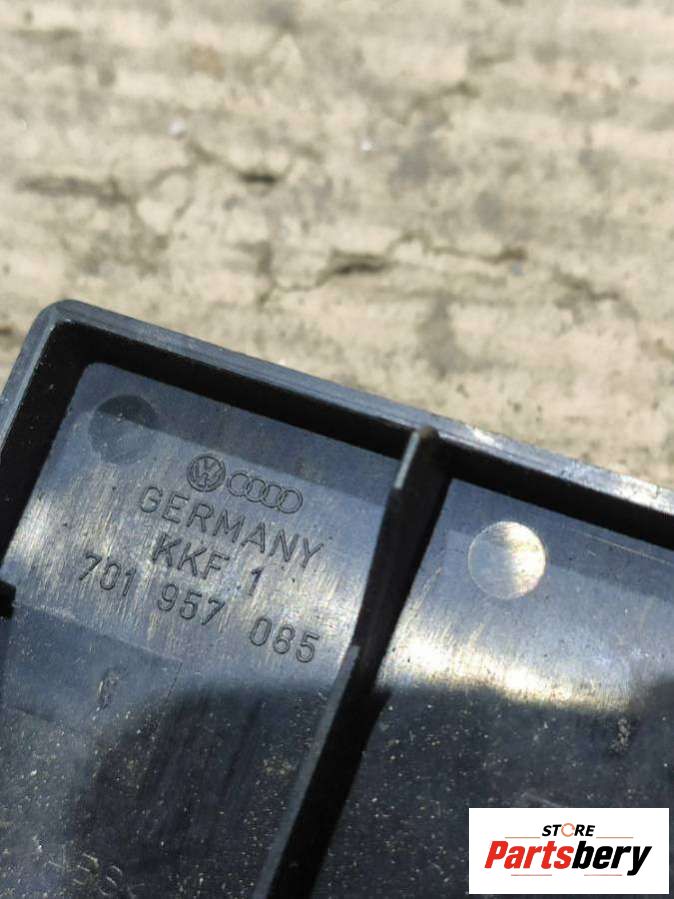 GERMANY
KKF 1
701 957 085
STORE
Partsbery